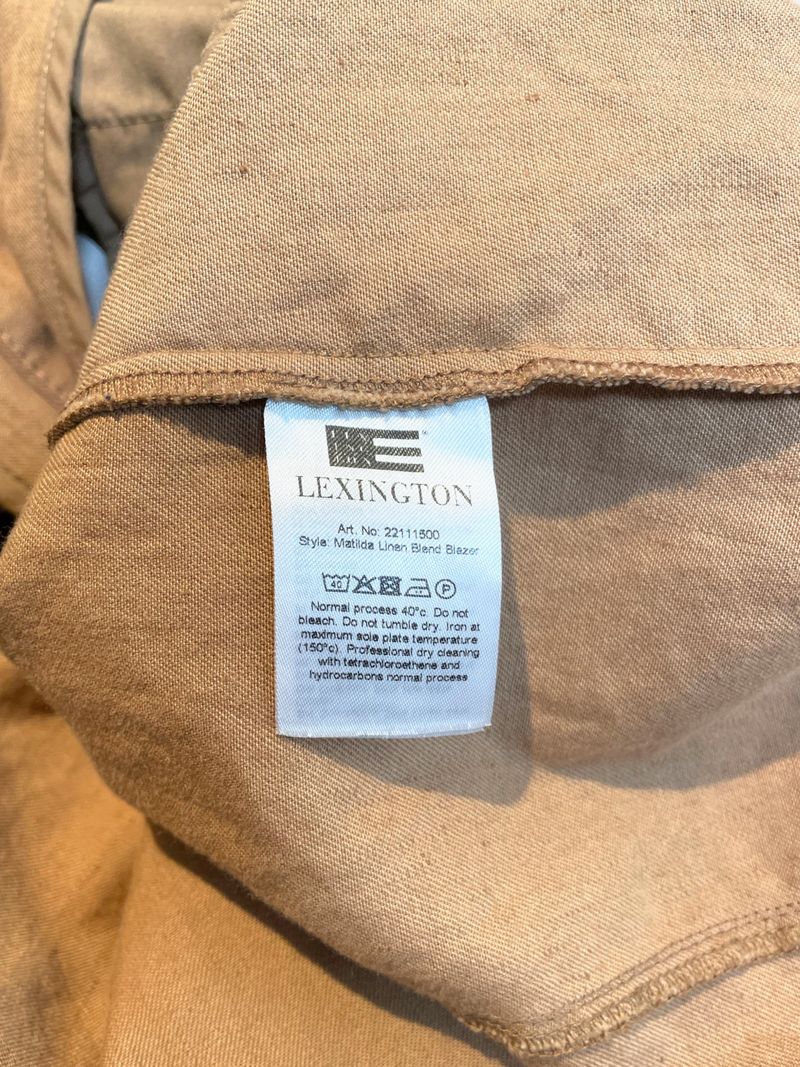 LEXINGTON
Art. No: 22111500
Style: Matilda Linen Blend Blazer
40 P
Normal process 40°c. Do not
bleach. Do not tumble dry. Iron at
maximum sole plate temperature
(150°c). Professional dry cleaning
with tetrachloroethene and
hydrocarbons normal process